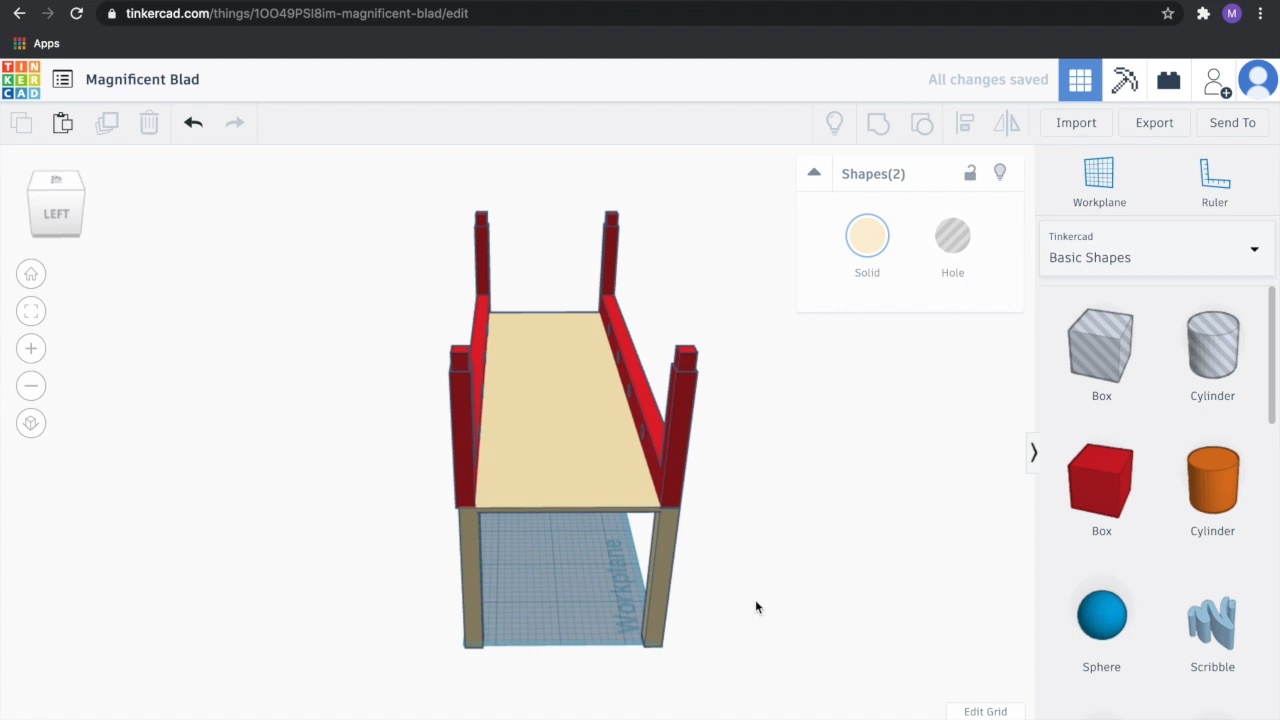 tinkercad.com/things/1OO49PSI8im-magnificent-blad/edit
M
Apps
TIN
KER
CAD
Magnificent Blad
All changes saved
Import
Export
Send To
LEFT
Shapes(2)
Solid
Hole
Workplane
Ruler
Tinkercad
Basic Shapes
Box
Cylinder
Box
Cylinder
Workplane
Sphere
Scribble
Edit Grid